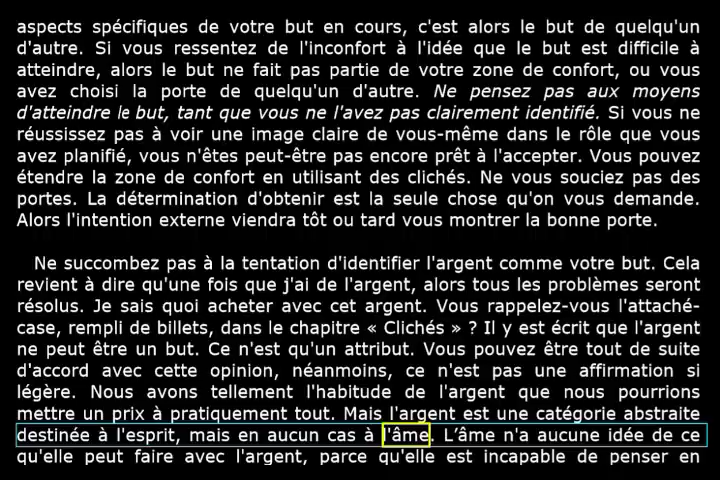 aspects spécifiques de votre but en cours, c'est alors le but de quelqu'un
d'autre. Si vous ressentez de l'inconfort à l'idée que le but est difficile à
atteindre, alors le but ne fait pas partie de votre zone de confort, ou vous
avez choisi la porte de quelqu'un d'autre. Ne pensez pas aux moyens
d'atteindre le but, tant que vous ne l'avez pas clairement identifié. Si vous ne
réussissez pas à voir une image claire de vous-même dans le rôle que vous
avez planifié, vous n'êtes peut-être pas encore prêt à l'accepter. Vous pouvez
étendre la zone de confort en utilisant des clichés. Ne vous souciez pas des
portes. La détermination d'obtenir est la seule chose qu'on vous demande.
Alors l'intention externe viendra tôt ou tard vous montrer la bonne porte.
Ne succombez pas à la tentation d'identifier l'argent comme votre but. Cela
revient à dire qu'une fois que j'ai de l'argent, alors tous les problèmes seront
résolus. Je sais quoi acheter avec cet argent. Vous rappelez-vous l'attaché-
case, rempli de billets, dans le chapitre « Clichés » ? Il y est écrit que l'argent
ne peut être un but. Ce n'est qu'un attribut. Vous pouvez être tout de suite
d'accord avec cette opinion, néanmoins, ce n'est pas une affirmation si
légère. Nous avons tellement l'habitude de l'argent que nous pourrions
mettre un prix à pratiquement tout. Mais l'argent est une catégorie abstraite
destinée à l'esprit, mais en aucun cas à l'âme. L’âme n'a aucune idée de ce
qu'elle peut faire avec l'argent, parce qu'elle est incapable de penser en